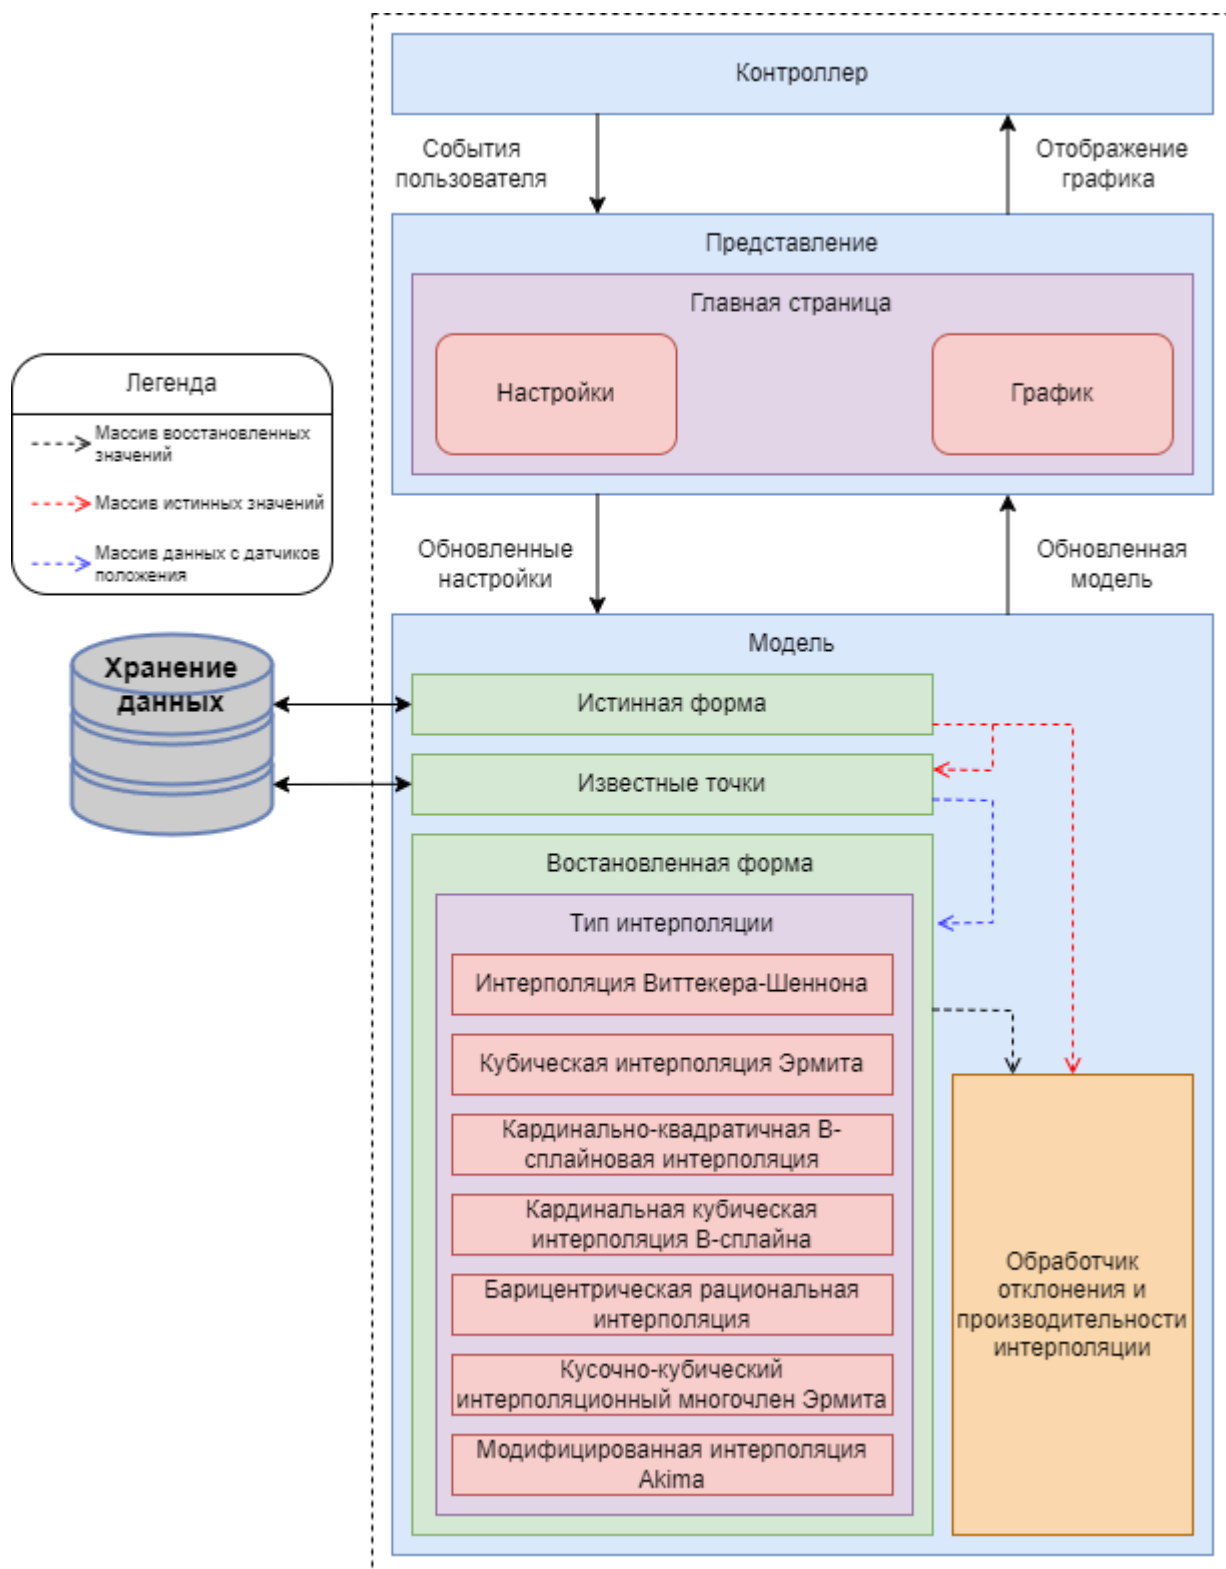 Контроллер
События
пользователя
Отображение
графика
Представление
Главная страница
Настройки
График
Легенда
Массив восстановленных
значений
Массив истинных значений
Массив данных с датчиков
положения
Обновленные
настройки
Обновленная
модель
Хранение
данных
Модель
Истинная форма
Известные точки
Востановленная форма
Тип интерполяции
Интерполяция Виттекера-Шеннона
Кубическая интерполяция Эрмита
Кардинально-квадратичная B-
сплайновая интерполяция
Кардинальная кубическая
интерполяция B-сплайна
Барицентрическая рациональная
интерполяция
Кусочно-кубический
интерполяционный многочлен Эрмита
Модифицированная интерполяция
Akima
Обработчик
отклонения и
производительности
интерполяции